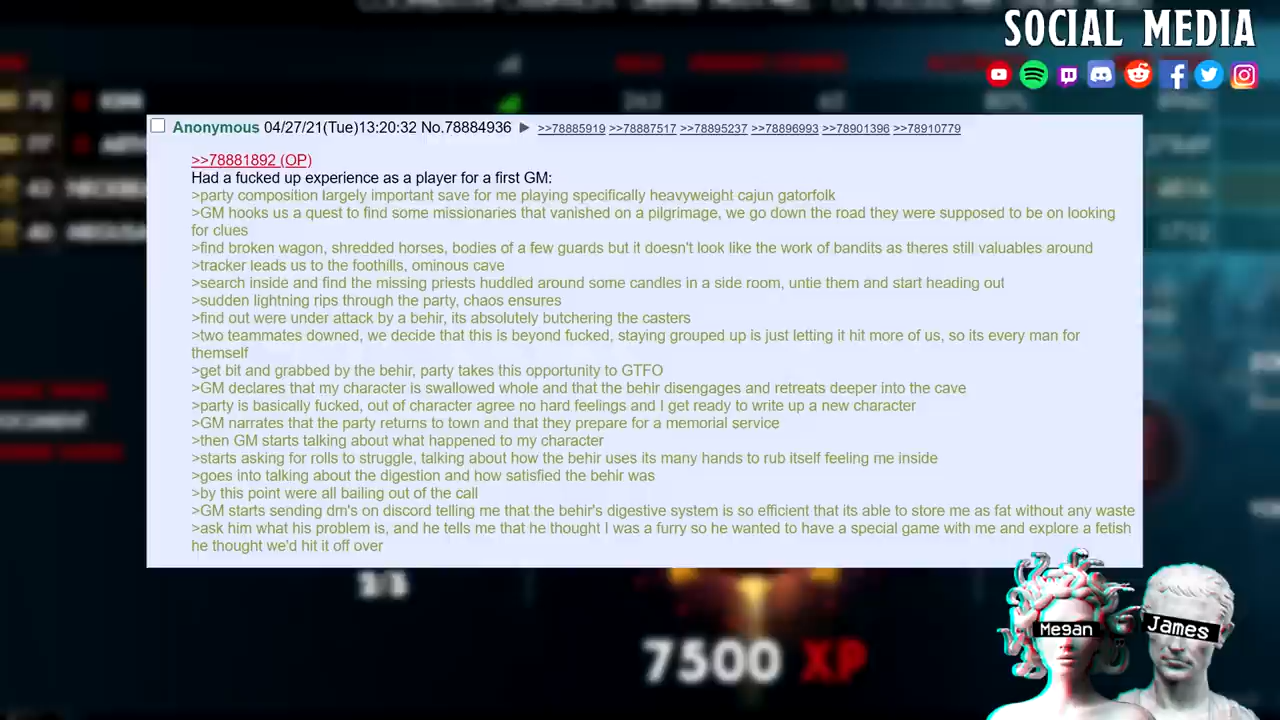 SOCIAL MEDIA
Anonymous 04/27/21(Tue)13:20:32 No.78884936 ▶ >>78885919 >>78887517 >>78895237 >>78896993 >>78901396 >>78910779
>>78881892 (OP)
Had a fucked up experience as a player for a first GM:
>party composition largely important save for me playing specifically heavyweight cajun gatorfolk
>GM hooks us a quest to find some missionaries that vanished on a pilgrimage, we go down the road they were supposed to be on looking
for clues
>find broken wagon, shredded horses, bodies of a few guards but it doesn't look like the work of bandits as theres still valuables around
>tracker leads us to the foothills, ominous cave
>search inside and find the missing priests huddled around some candles in a side room, untie them and start heading out
>sudden lightning rips through the party, chaos ensures
>find out were under attack by a behir, its absolutely butchering the casters
>two teammates downed, we decide that this is beyond fucked, staying grouped up is just letting it hit more of us, so its every man for
themself
>get bit and grabbed by the behir, party takes this opportunity to GTFO
>GM declares that my character is swallowed whole and that the behir disengages and retreats deeper into the cave
>party is basically fucked, out of character agree no hard feelings and I get ready to write up a new character
>GM narrates that the party returns to town and that they prepare for a memorial service
>then GM starts talking about what happened to my character
>starts asking for rolls to struggle, talking about how the behir uses its many hands to rub itself feeling me inside
>goes into talking about the digestion and how satisfied the behir was
>by this point were all bailing out of the call
>GM starts sending dm's on discord telling me that the behir's digestive system is so efficient that its able to store me as fat without any waste
>ask him what his problem is, and he tells me that he thought I was a furry so he wanted to have a special game with me and explore a fetish
he thought we'd hit it off over
Megan
James
7500 XP